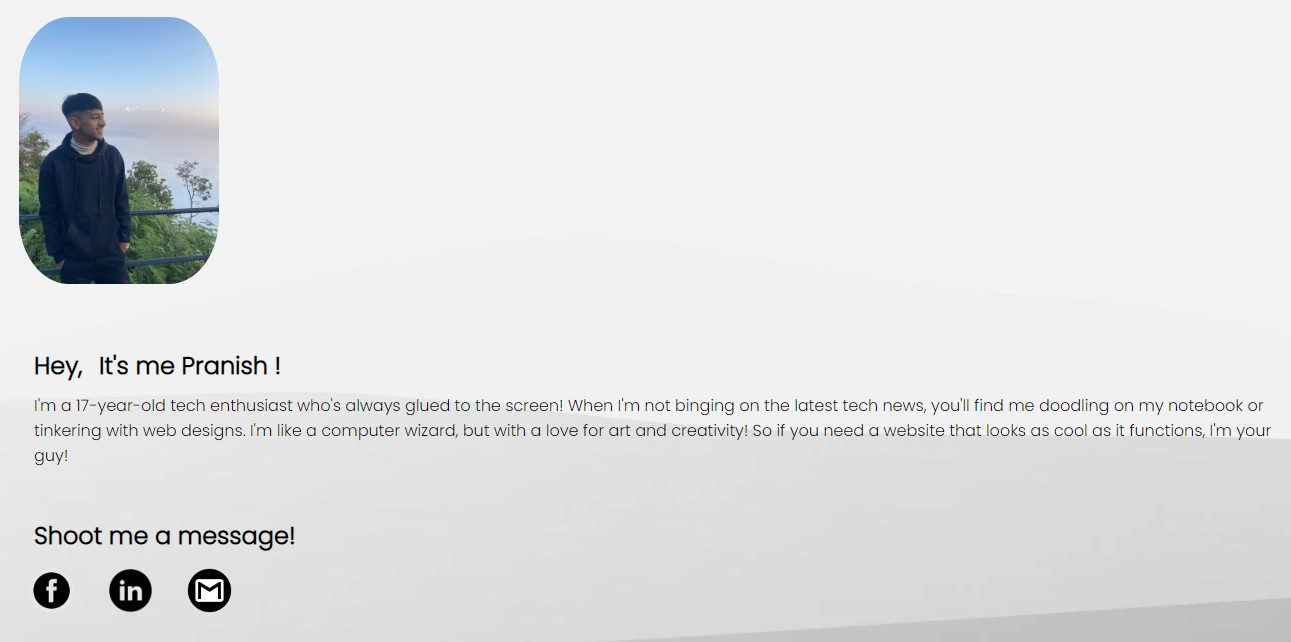 Hey, It's me Pranish !
I'm a 17-year-old tech enthusiast who's always glued to the screen! When I'm not binging on the latest tech news, you'll find me doodling on my notebook or
tinkering with web designs. I'm like a computer wizard, but with a love for art and creativity! So if you need a website that looks as cool as it functions, I'm your
guy!
Shoot me a message!
f in M